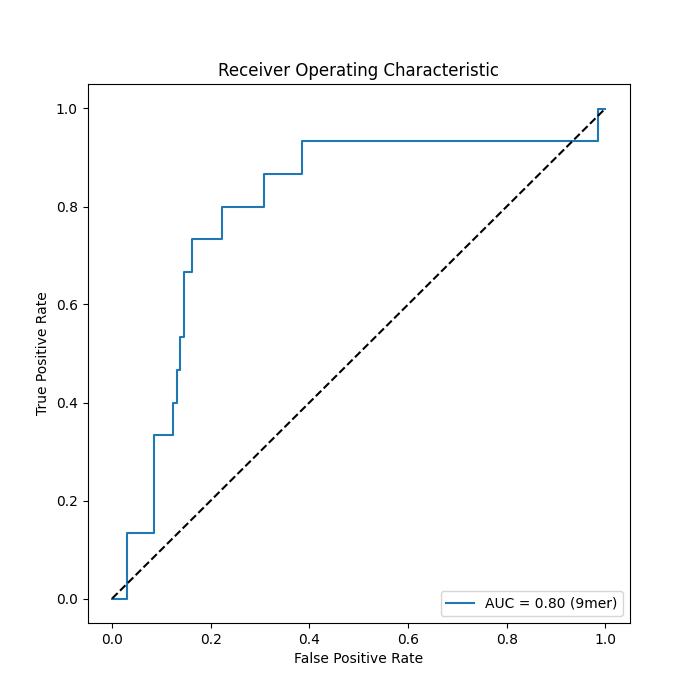 Receiver Operating Characteristic
True Positive Rate
1.0
0.8
0.6
0.4
0.2
0.0
AUC = 0.80 (9mer)
0.0 0.2 0.4 0.6 0.8 1.0
False Positive Rate